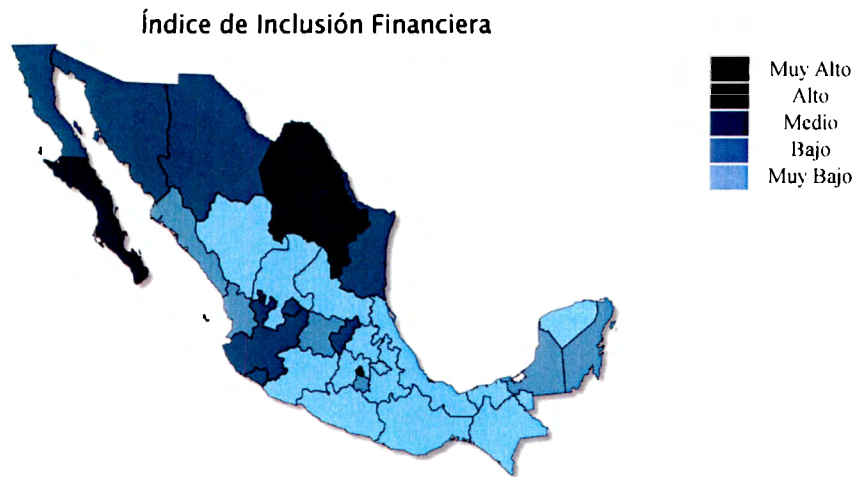 Índice de Inclusión Financiera
Muy Alto
Alto
Medio
Bajo
Muy Bajo